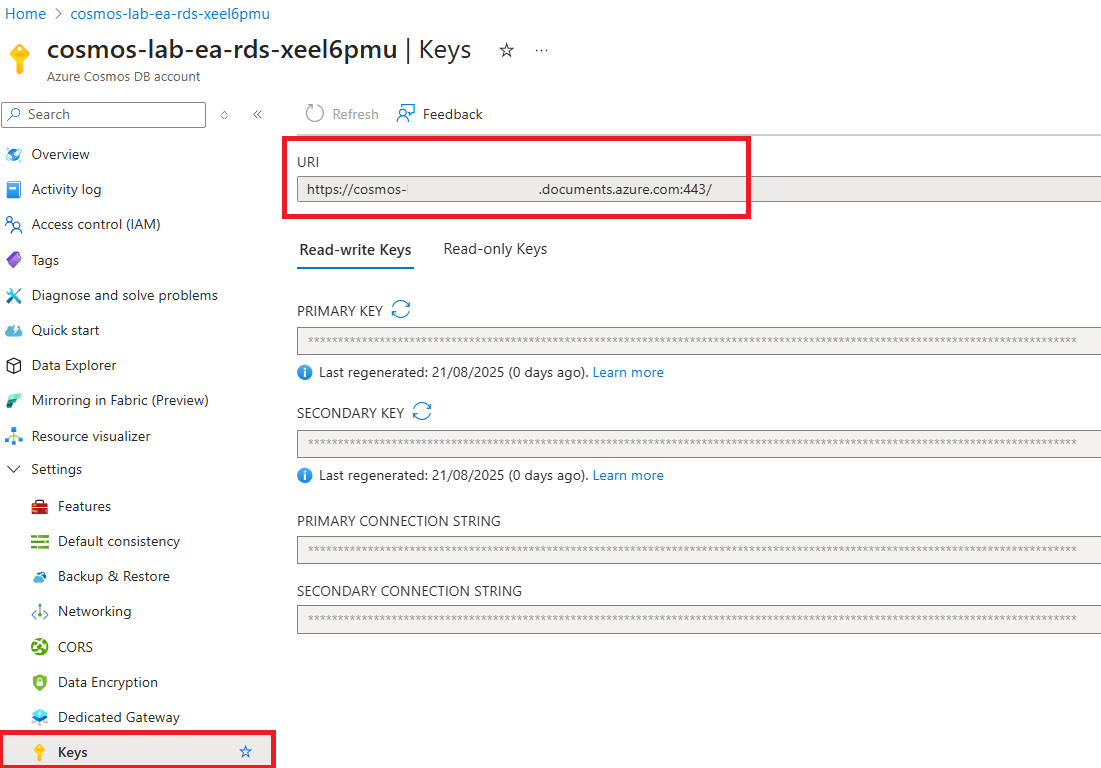 Home > cosmos-lab-ea-rds-xeel6pmu
cosmos-lab-ea-rds-xeel6pmu | Keys
Azure Cosmos DB account
Search
Refresh
Feedback
Overview
Activity log
Access control (IAM)
Tags
Diagnose and solve problems
Quick start
Data Explorer
Mirroring in Fabric (Preview)
Resource visualizer
Settings
Features
Default consistency
Backup & Restore
Networking
CORS
Data Encryption
Dedicated Gateway
Keys
URI
https://cosmos- .documents.azure.com:443/
Read-write Keys
Read-only Keys
PRIMARY KEY
Last regenerated: 21/08/2025 (0 days ago). Learn more
SECONDARY KEY
Last regenerated: 21/08/2025 (0 days ago). Learn more
PRIMARY CONNECTION STRING
SECONDARY CONNECTION STRING